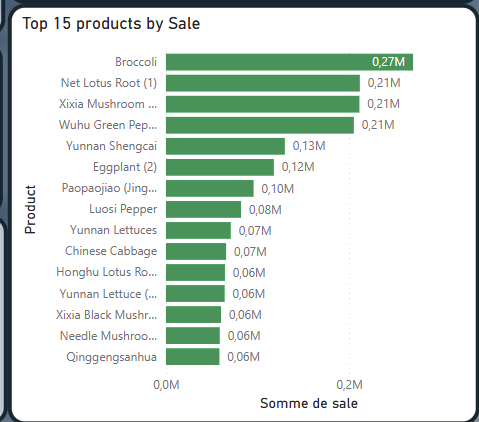 Top 15 products by Sale
Product
Broccoli 0,27M
Net Lotus Root (1) 0,21M
Xixia Mushroom ... 0,21M
Wuhu Green Pep... 0,21M
Yunnan Shengcai 0,13M
Eggplant (2) 0,12M
Paopaojiao (Jing... 0,10M
Luosi Pepper 0,08M
Yunnan Lettuces 0,07M
Chinese Cabbage 0,07M
Honghu Lotus Ro... 0,06M
Yunnan Lettuce (... 0,06M
Xixia Black Mushr... 0,06M
Needle Mushroo... 0,06M
Qinggengsanhua 0,06M
0,0M 0,2M
Somme de sale